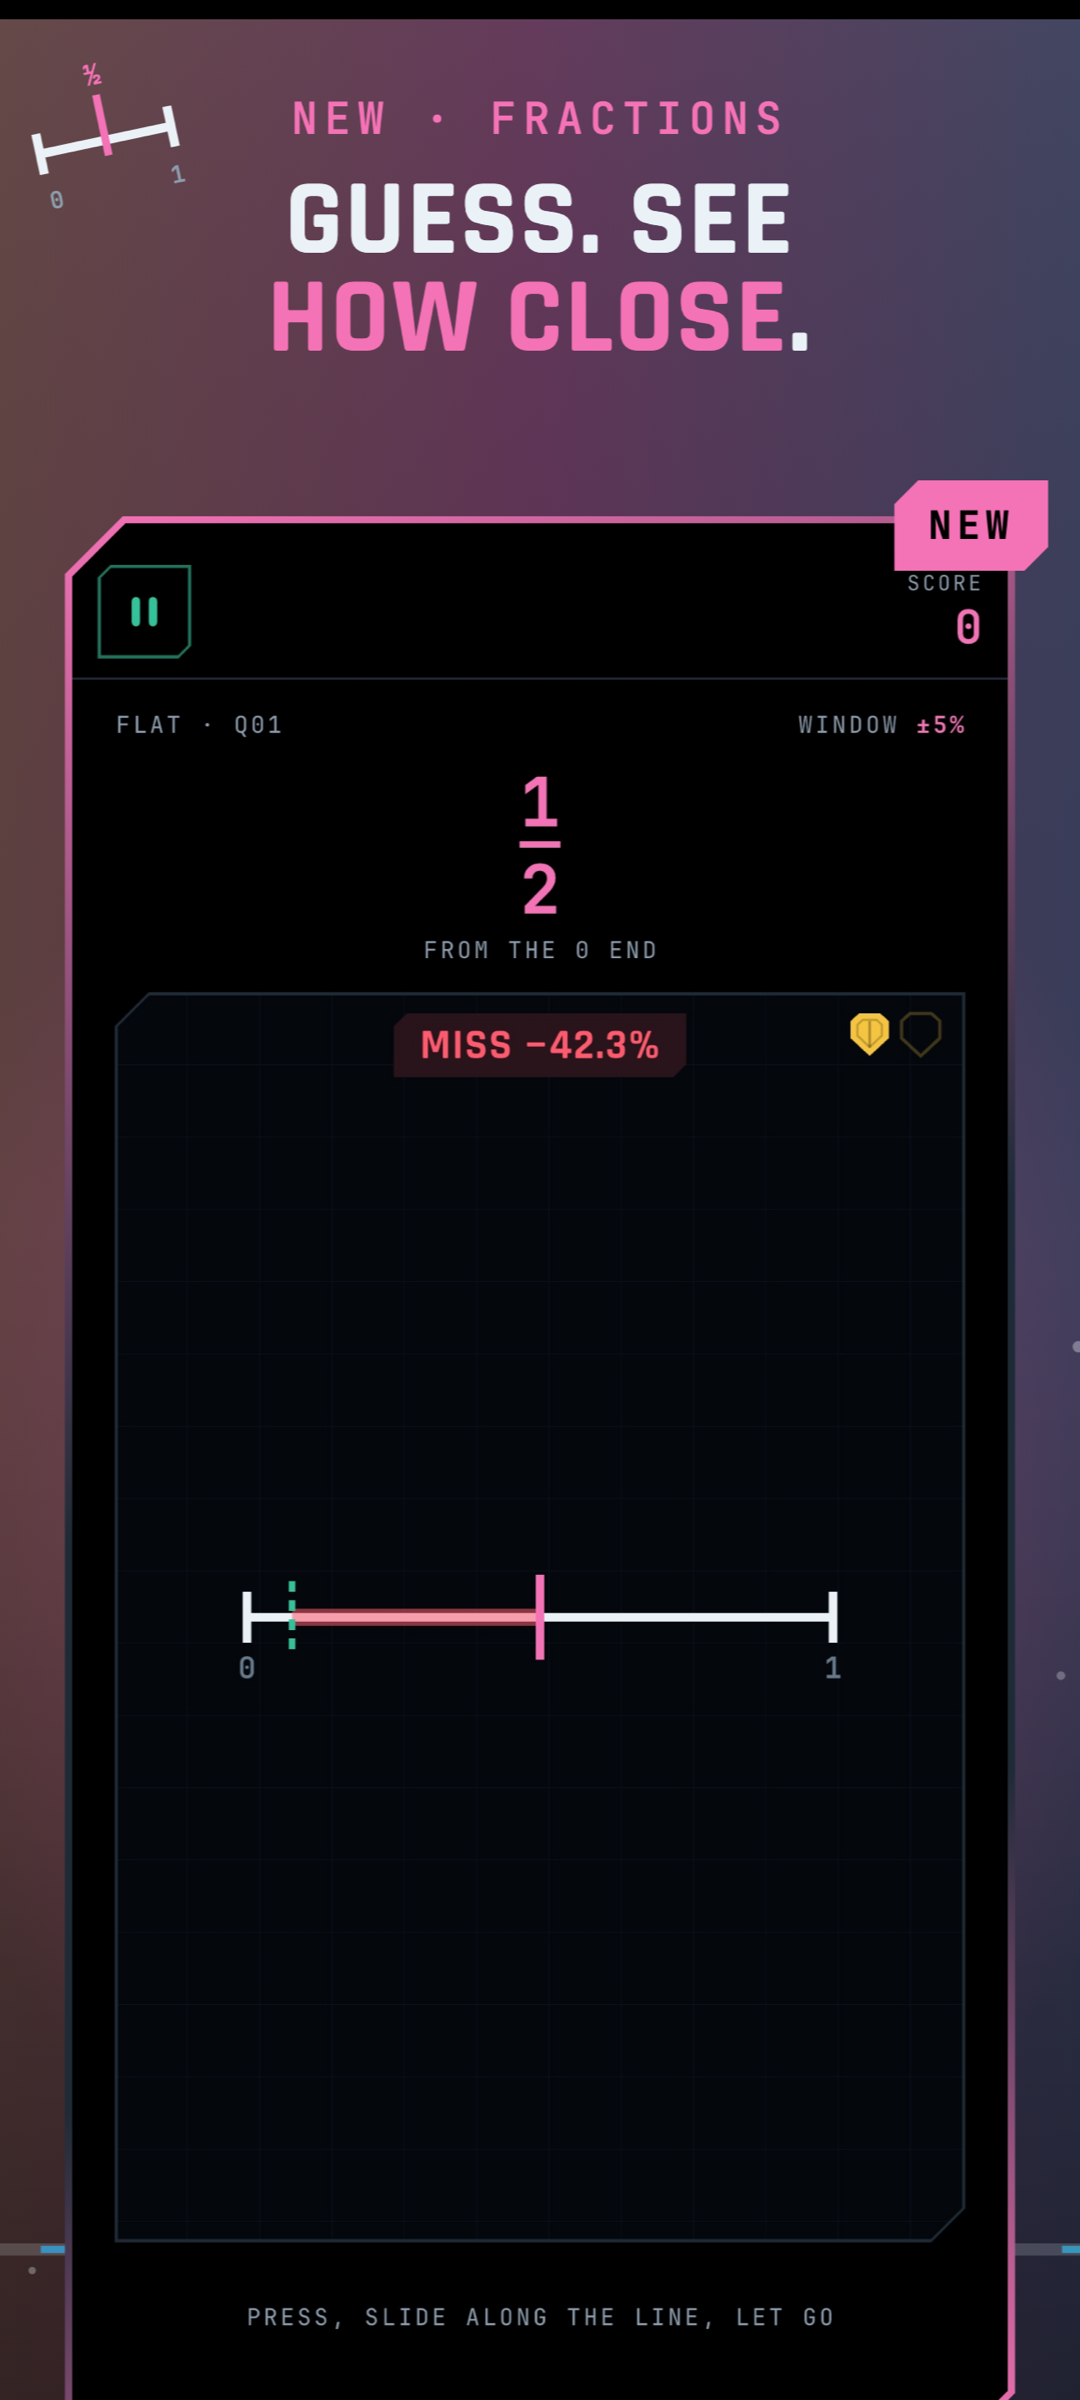 ½
0
1
NEW · FRACTIONS
GUESS. SEE
HOW CLOSE.
NEW
SCORE
0
FLAT · Q01
WINDOW ±5%
1
2
FROM THE 0 END
MISS −42.3%
0
1
PRESS, SLIDE ALONG THE LINE, LET GO